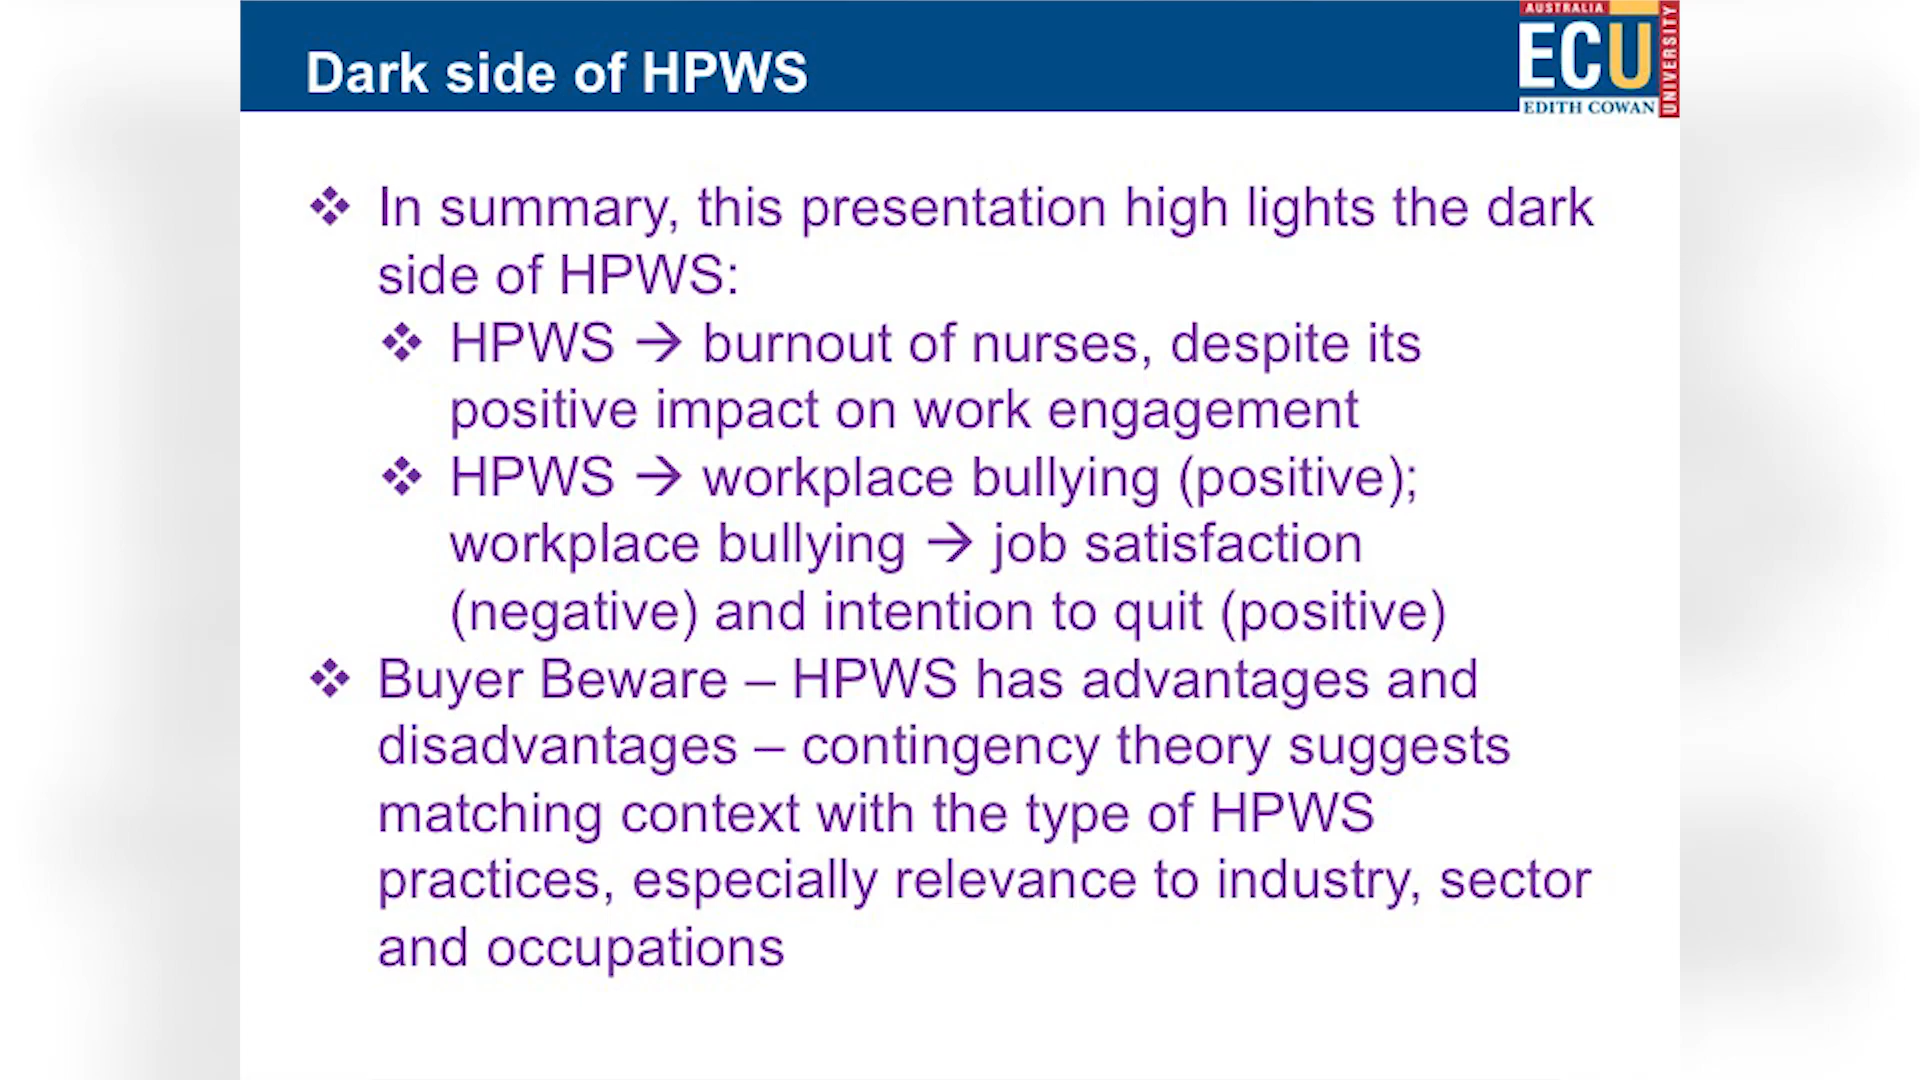 Dark side of HPWS
AUSTRALIA
ECU
EDITH COWAN
UNIVERSITY
❖ In summary, this presentation high lights the dark
side of HPWS:
❖ HPWS → burnout of nurses, despite its
positive impact on work engagement
❖ HPWS → workplace bullying (positive);
workplace bullying → job satisfaction
(negative) and intention to quit (positive)
❖ Buyer Beware – HPWS has advantages and
disadvantages – contingency theory suggests
matching context with the type of HPWS
practices, especially relevance to industry, sector
and occupations